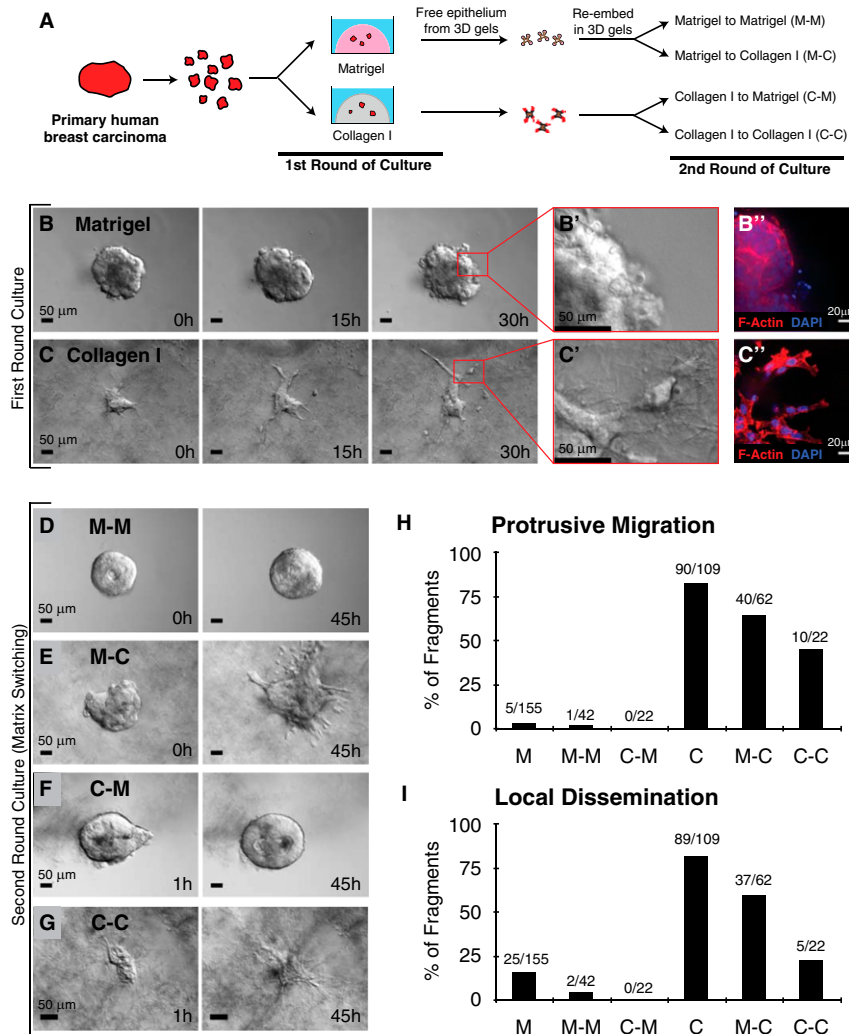 A
Primary human
breast carcinoma
Matrigel
Collagen I
1st Round of Culture
Free epithelium
from 3D gels
Re-embed
in 3D gels
Matrigel to Matrigel (M-M)
Matrigel to Collagen I (M-C)
Collagen I to Matrigel (C-M)
Collagen I to Collagen I (C-C)
2nd Round of Culture
First Round Culture
B Matrigel
50 µm
0h
15h
30h
B'
50 µm
B''
20µm
F-Actin DAPI
C Collagen I
50 µm
0h
15h
30h
C'
50 µm
C''
20µm
F-Actin DAPI
Second Round Culture (Matrix Switching)
D M-M
50 µm
0h
45h
E M-C
50 µm
0h
45h
F C-M
50 µm
1h
45h
G C-C
50 µm
1h
45h
H Protrusive Migration
% of Fragments
100
75
50
25
0
5/155
1/42
0/22
90/109
40/62
10/22
M M-M C-M C M-C C-C
I Local Dissemination
% of Fragments
100
75
50
25
0
25/155
2/42
0/22
89/109
37/62
5/22
M M-M C-M C M-C C-C